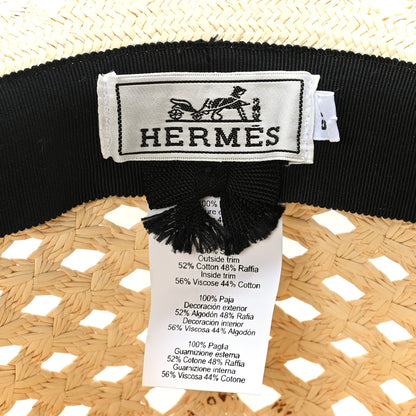 HERMÈS
100%
Outside trim
52% Cotton 48% Raffia
Inside trim
56% Viscose 44% Cotton
100% Paja
Decoración exterior
52% Algodón 48% Raffia
Decoración interior
56% Viscosa 44% Algodón
100% Paglia
Guarnizione esterna
52% Cotone 48% Raffia
Guarnizione interna
56% Viscosa 44% Cotone